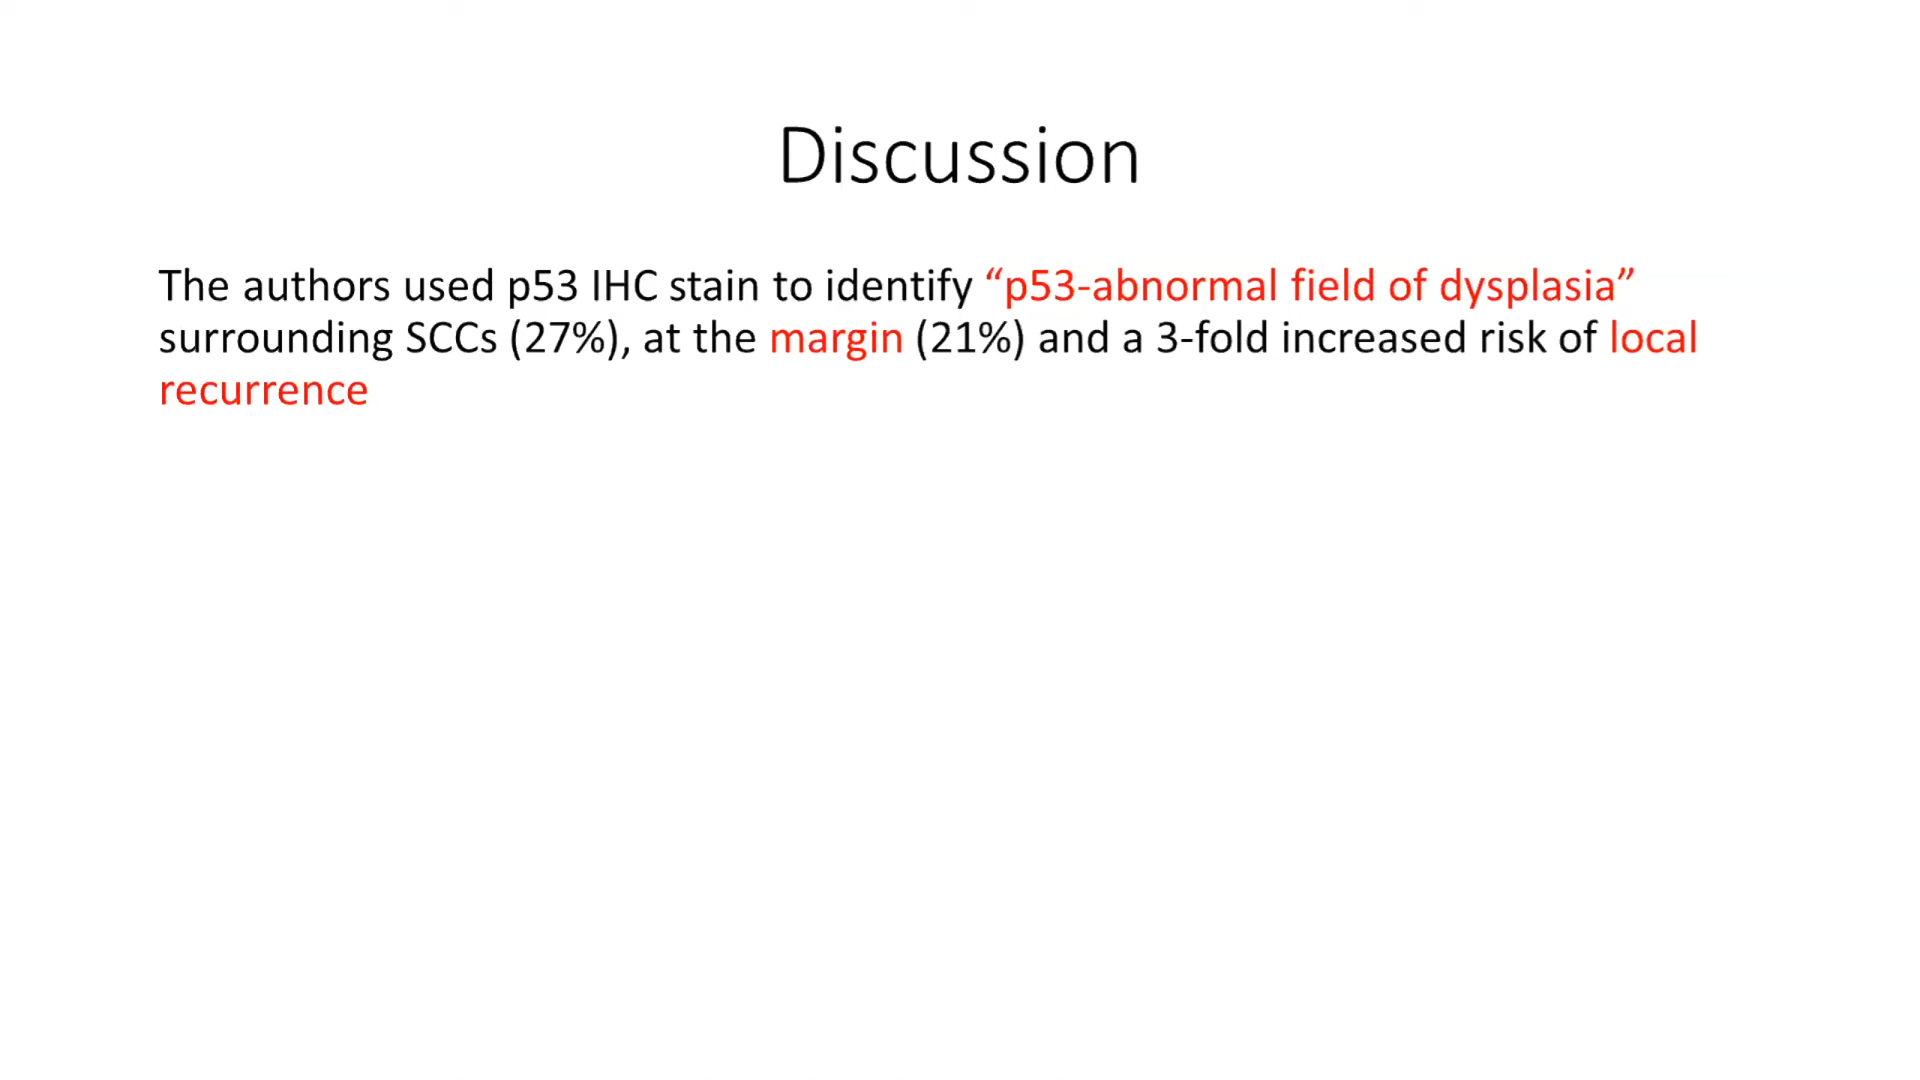 Discussion
The authors used p53 IHC stain to identify “p53-abnormal field of dysplasia”
surrounding SCCs (27%), at the margin (21%) and a 3-fold increased risk of local
recurrence